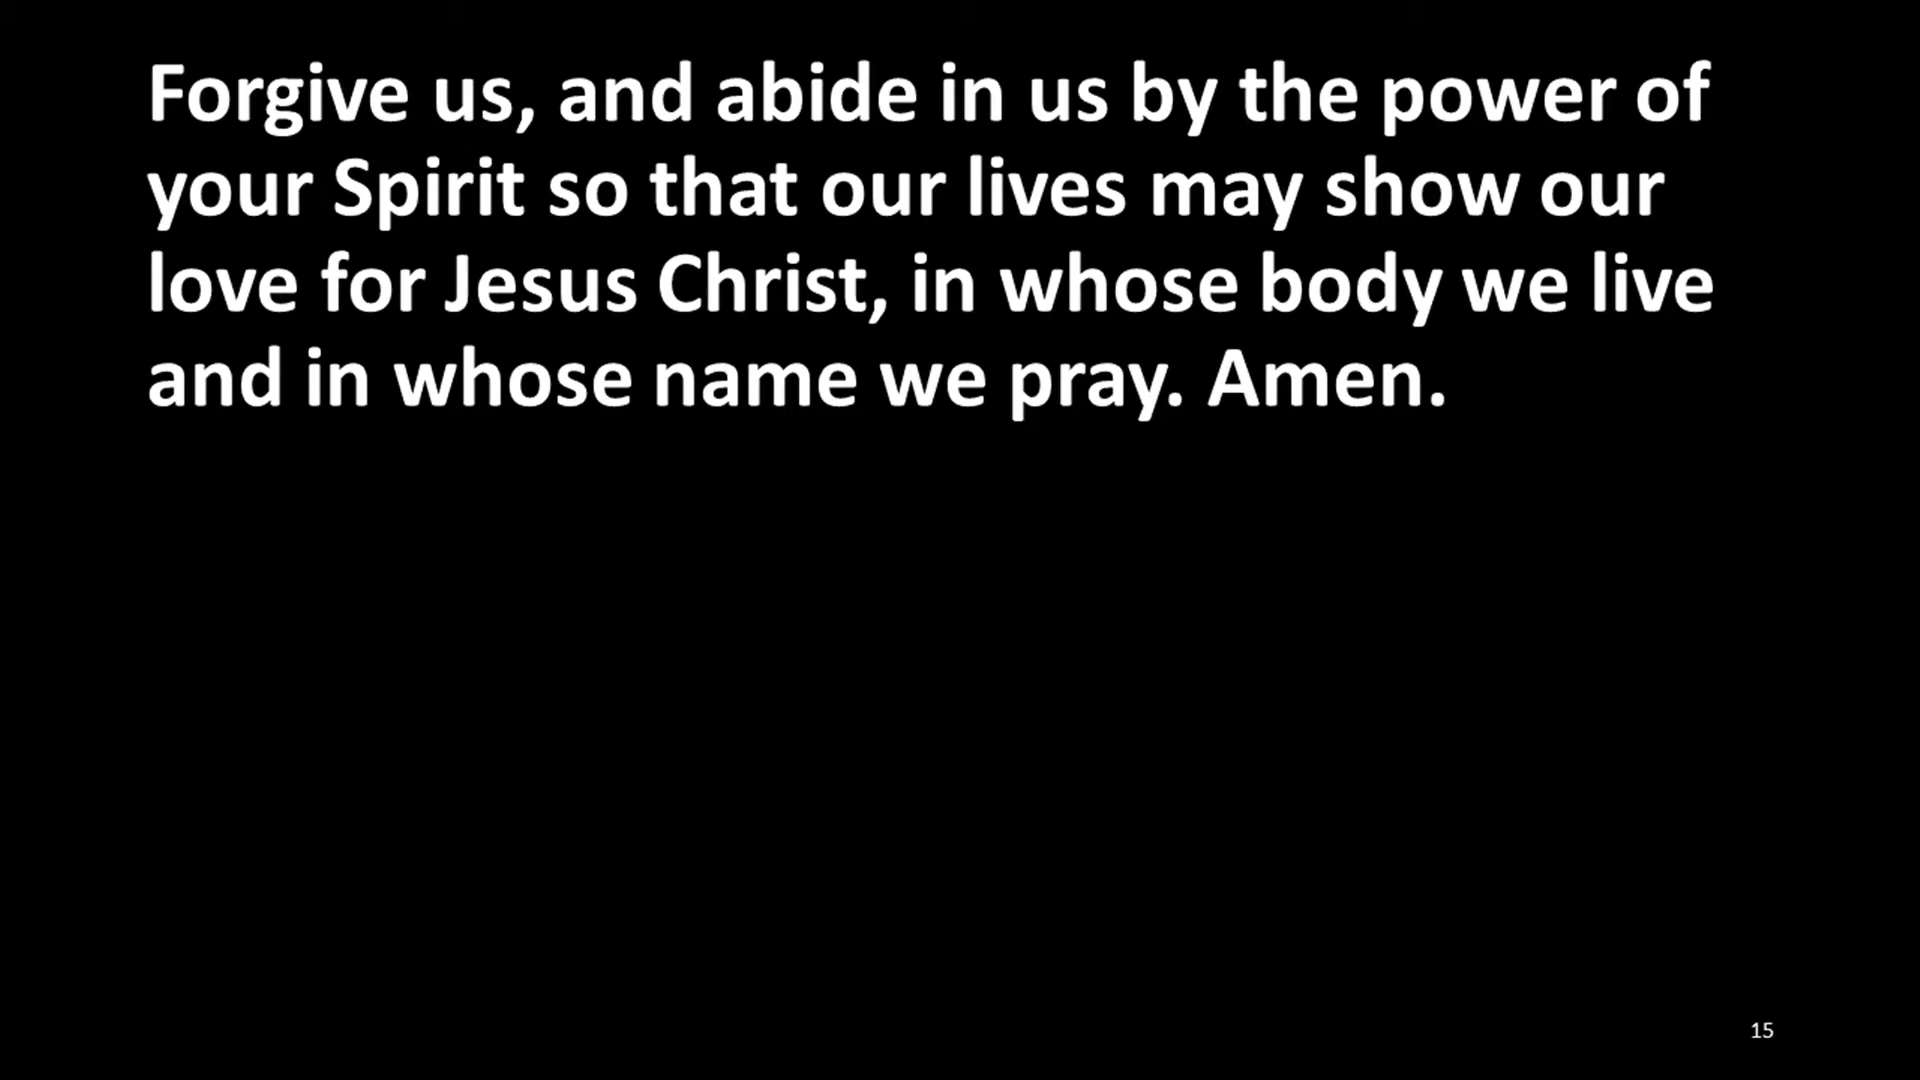 Forgive us, and abide in us by the power of
your Spirit so that our lives may show our
love for Jesus Christ, in whose body we live
and in whose name we pray. Amen.
15